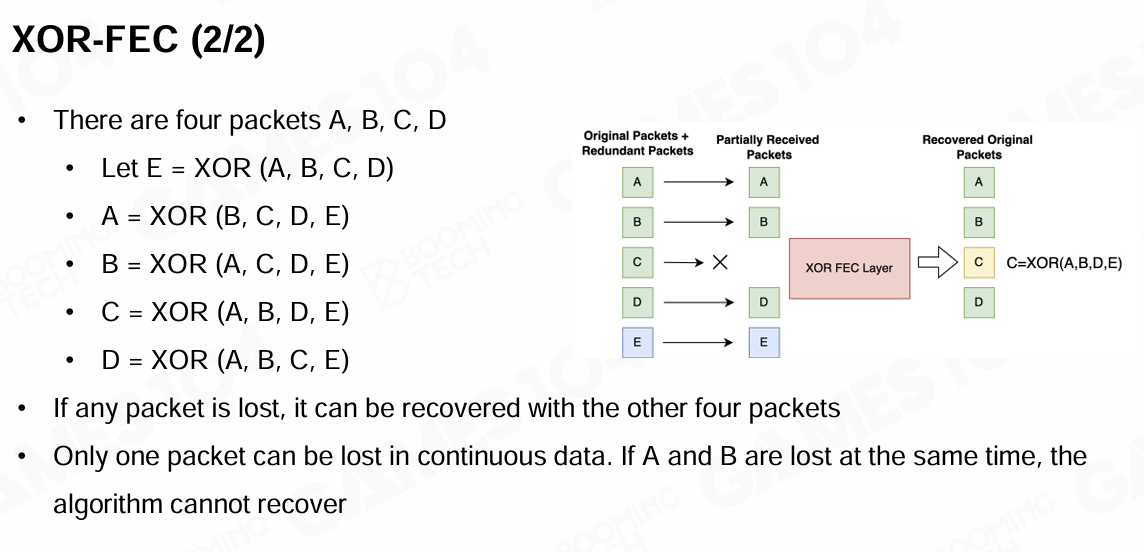 XOR-FEC (2/2)
• There are four packets A, B, C, D
• Let E = XOR (A, B, C, D)
• A = XOR (B, C, D, E)
• B = XOR (A, C, D, E)
• C = XOR (A, B, D, E)
• D = XOR (A, B, C, E)
• If any packet is lost, it can be recovered with the other four packets
• Only one packet can be lost in continuous data. If A and B are lost at the same time, the
algorithm cannot recover
Original Packets +
Redundant Packets
Partially Received
Packets
Recovered Original
Packets
A
A
A
B
B
B
C
XOR FEC Layer
C
C=XOR(A,B,D,E)
D
D
D
E
E
GAMES104
BOOMING
TECH